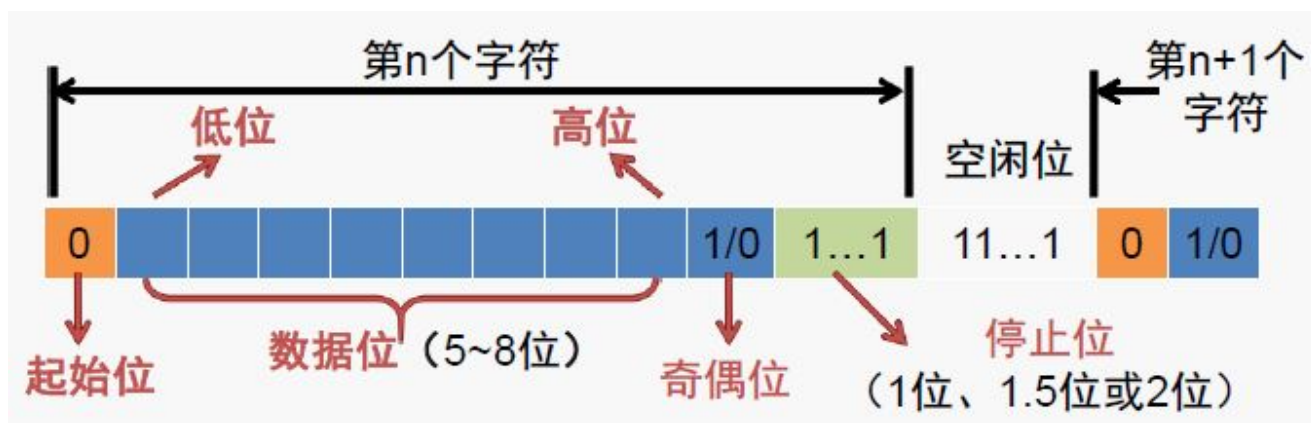 第n个字符
第n+1个
字符
低位
高位
空闲位
0
1/0
1…1
11…1
0
1/0
起始位
数据位（5~8位）
奇偶位
停止位
（1位、1.5位或2位）